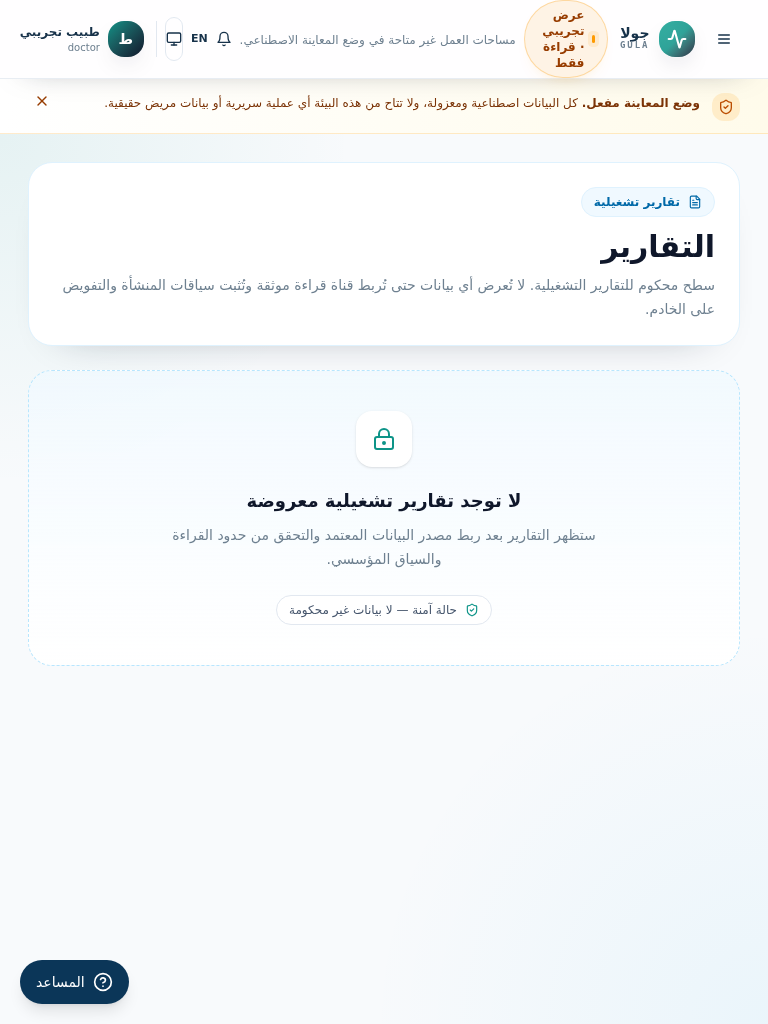 جولا
GULA
عرض
تجريبي
· قراءة
فقط
مساحات العمل غير متاحة في وضع المعاينة الاصطناعي.
EN
ط
طبيب تجريبي
doctor
وضع المعاينة مفعل. كل البيانات اصطناعية ومعزولة، ولا تتاح من هذه البيئة أي عملية سريرية أو بيانات مريض حقيقية.
تقارير تشغيلية
التقارير
سطح محكوم للتقارير التشغيلية. لا تُعرض أي بيانات حتى تُربط قناة قراءة موثقة وتُثبت سياقات المنشأة والتفويض
على الخادم.
لا توجد تقارير تشغيلية معروضة
ستظهر التقارير بعد ربط مصدر البيانات المعتمد والتحقق من حدود القراءة
والسياق المؤسسي.
حالة آمنة — لا بيانات غير محكومة
المساعد